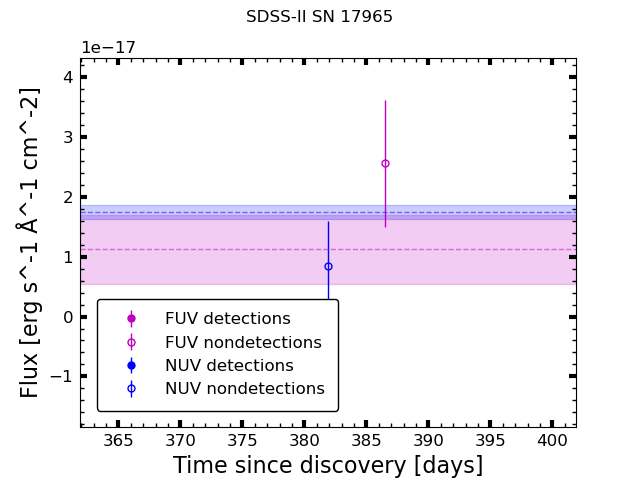 SDSS-II SN 17965
1e−17
4
3
2
1
0
−1
Flux [erg s^-1 Å^-1 cm^-2]
FUV detections
FUV nondetections
NUV detections
NUV nondetections
365 370 375 380 385 390 395 400
Time since discovery [days]